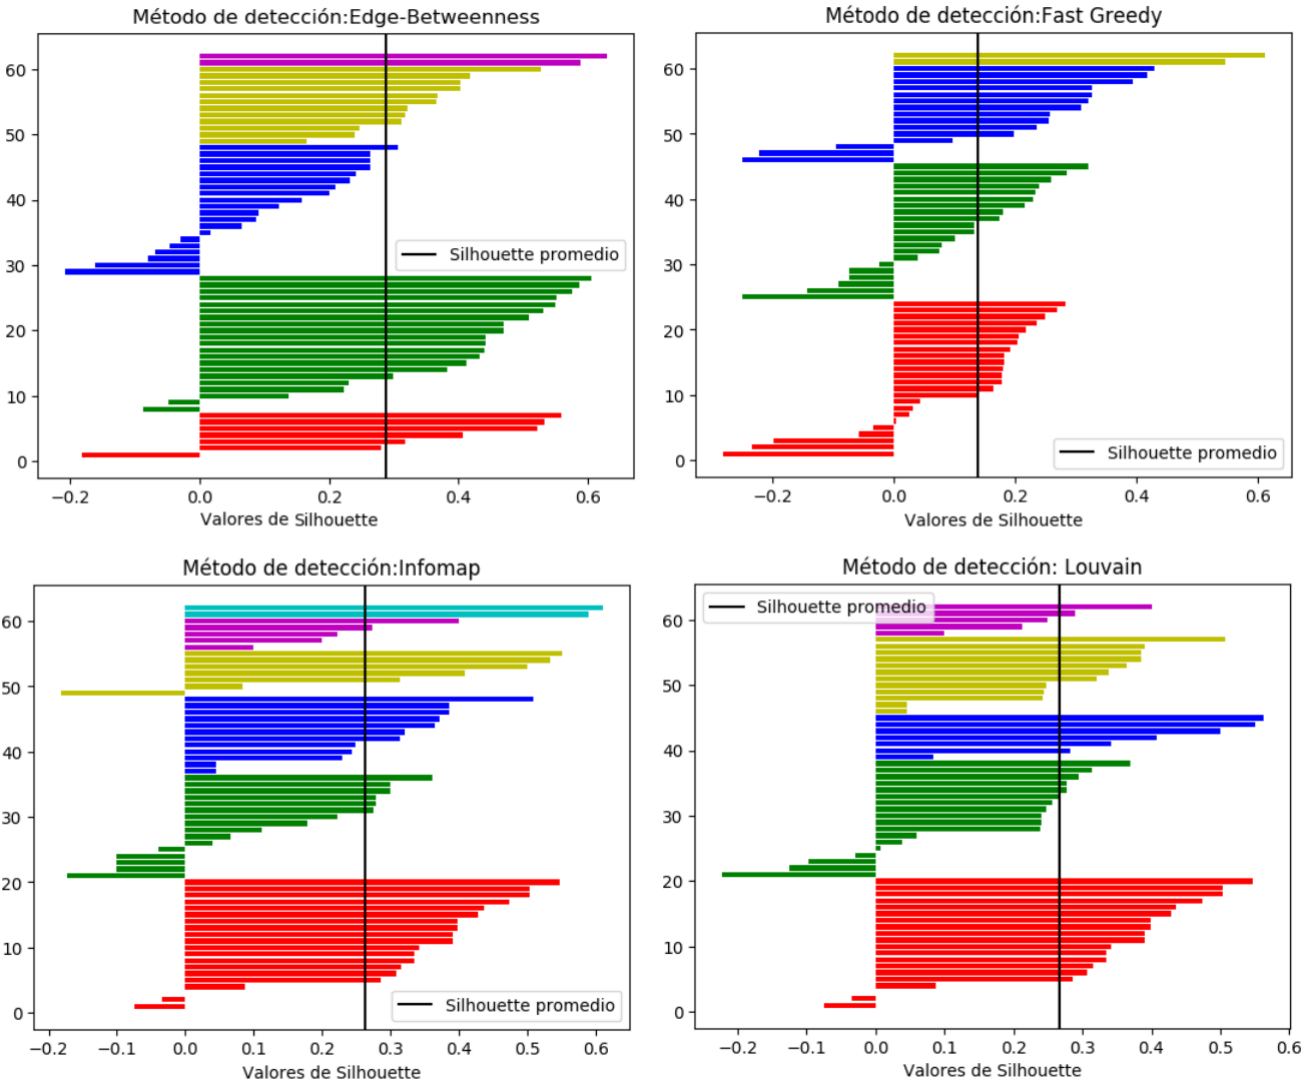 Método de detección:Edge-Betweenness
60
50
40
30
20
10
0
Silhouette promedio
−0.2 0.0 0.2 0.4 0.6
Valores de Silhouette
Método de detección:Fast Greedy
60
50
40
30
20
10
0
Silhouette promedio
−0.2 0.0 0.2 0.4 0.6
Valores de Silhouette
Método de detección:Infomap
60
50
40
30
20
10
0
Silhouette promedio
−0.2 −0.1 0.0 0.1 0.2 0.3 0.4 0.5 0.6
Valores de Silhouette
Método de detección: Louvain
Silhouette promedio
60
50
40
30
20
10
0
−0.2 −0.1 0.0 0.1 0.2 0.3 0.4 0.5 0.6
Valores de Silhouette